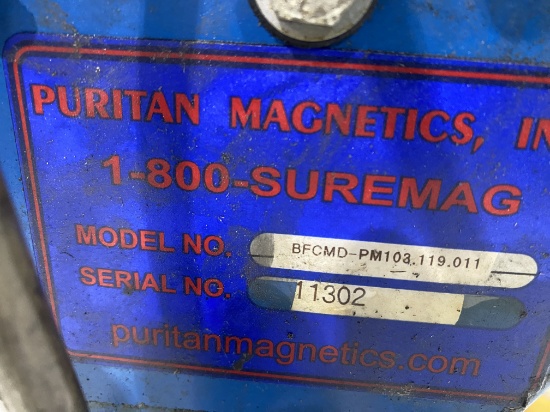 PURITAN MAGNETICS, IN
1-800-SUREMAG
MODEL NO. BFCMD-PM103.119.011
SERIAL NO. 11302
puritanmagnetics.com